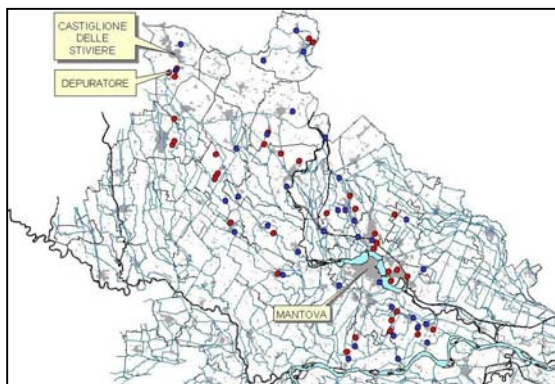 CASTIGLIONE
DELLE
STIVIERE
DEPURATORE
MANTOVA